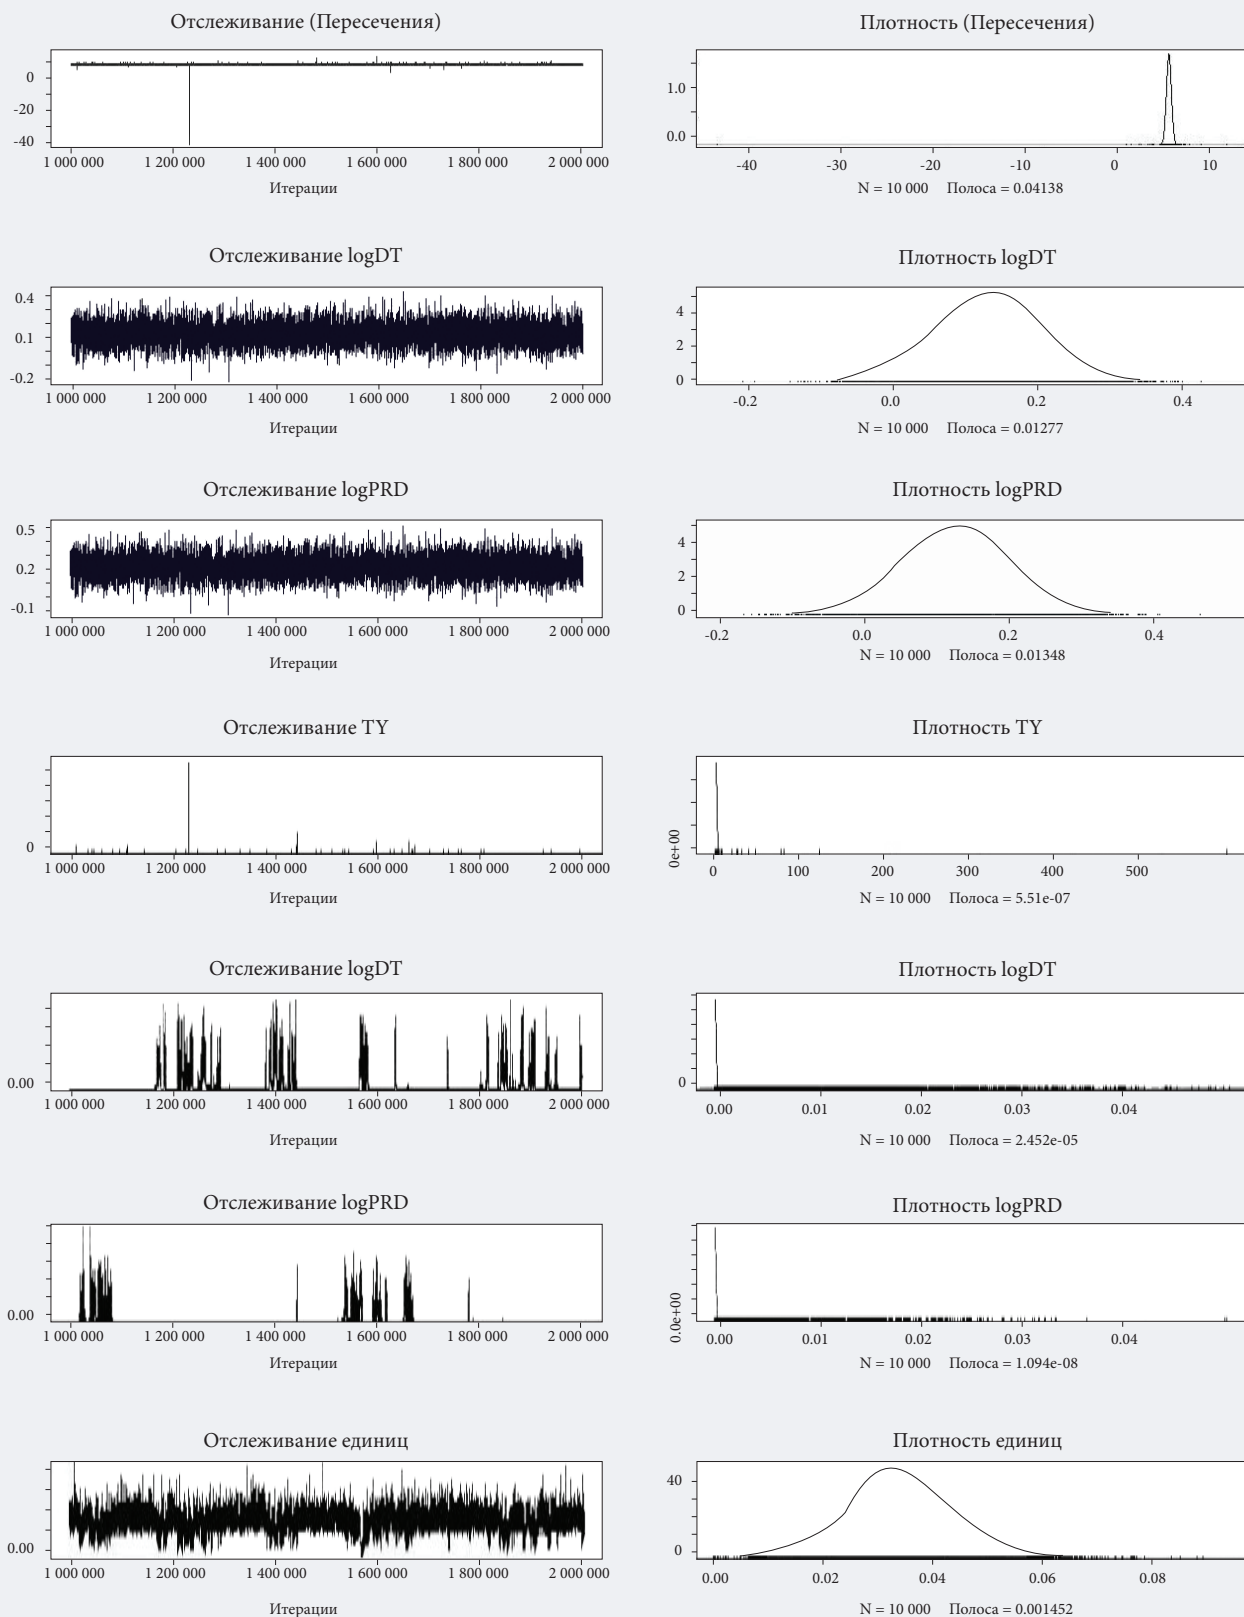 Отслеживание (Пересечения)
0
-20
-40
1 000 000 1 200 000 1 400 000 1 600 000 1 800 000 2 000 000
Итерации
Плотность (Пересечения)
1.0
0.0
-40 -30 -20 -10 0 10
N = 10 000 Полоса = 0.04138
Отслеживание logDT
0.4
0.1
-0.2
1 000 000 1 200 000 1 400 000 1 600 000 1 800 000 2 000 000
Итерации
Плотность logDT
4
2
0
-0.2 0.0 0.2 0.4
N = 10 000 Полоса = 0.01277
Отслеживание logPRD
0.5
0.2
-0.1
1 000 000 1 200 000 1 400 000 1 600 000 1 800 000 2 000 000
Итерации
Плотность logPRD
4
2
0
-0.2 0.0 0.2 0.4
N = 10 000 Полоса = 0.01348
Отслеживание TY
0
1 000 000 1 200 000 1 400 000 1 600 000 1 800 000 2 000 000
Итерации
Плотность TY
0e+00
0 100 200 300 400 500
N = 10 000 Полоса = 5.51e-07
Отслеживание logDT
0.00
1 000 000 1 200 000 1 400 000 1 600 000 1 800 000 2 000 000
Итерации
Плотность logDT
0
0.00 0.01 0.02 0.03 0.04
N = 10 000 Полоса = 2.452e-05
Отслеживание logPRD
0.00
1 000 000 1 200 000 1 400 000 1 600 000 1 800 000 2 000 000
Итерации
Плотность logPRD
0.0e+00
0.00 0.01 0.02 0.03 0.04
N = 10 000 Полоса = 1.094e-08
Отслеживание единиц
0.00
1 000 000 1 200 000 1 400 000 1 600 000 1 800 000 2 000 000
Итерации
Плотность единиц
40
20
0
0.00 0.02 0.04 0.06 0.08
N = 10 000 Полоса = 0.001452